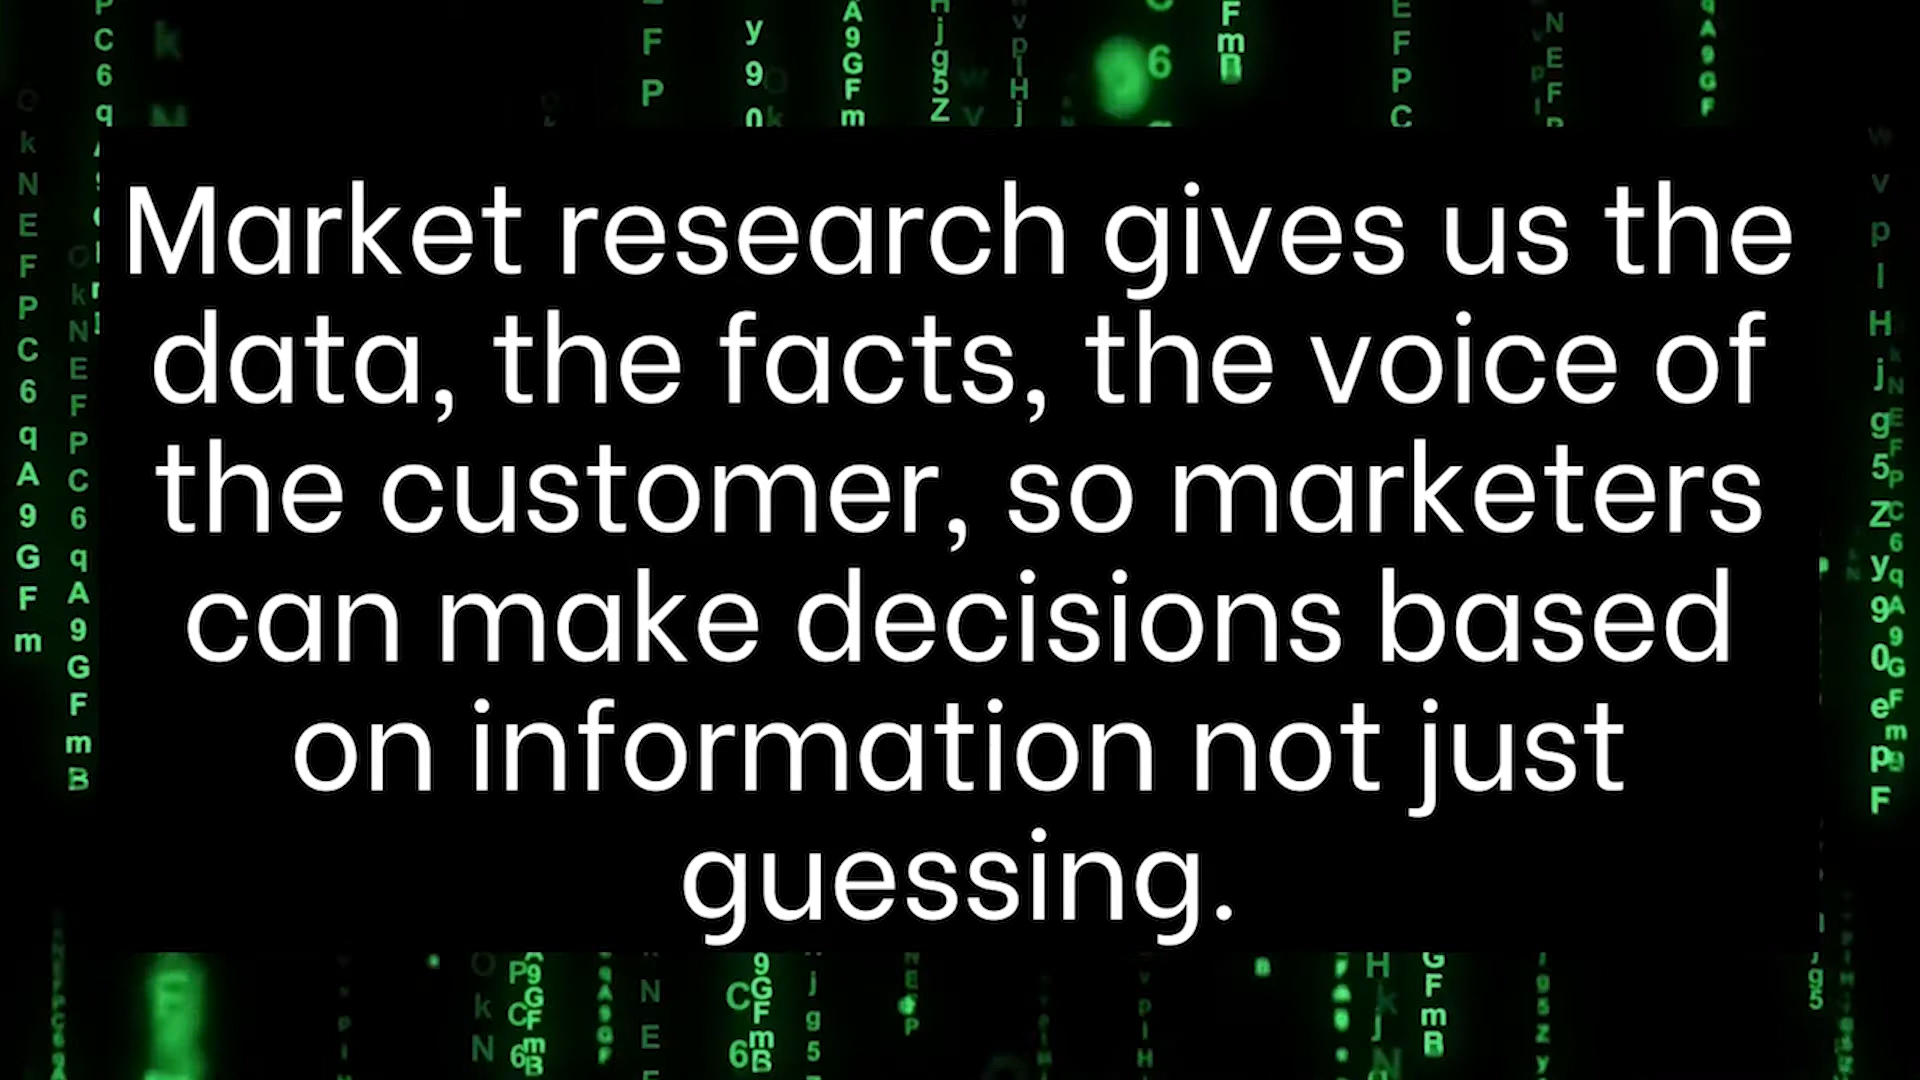 Market research gives us the
data, the facts, the voice of
the customer, so marketers
can make decisions based
on information not just
guessing.